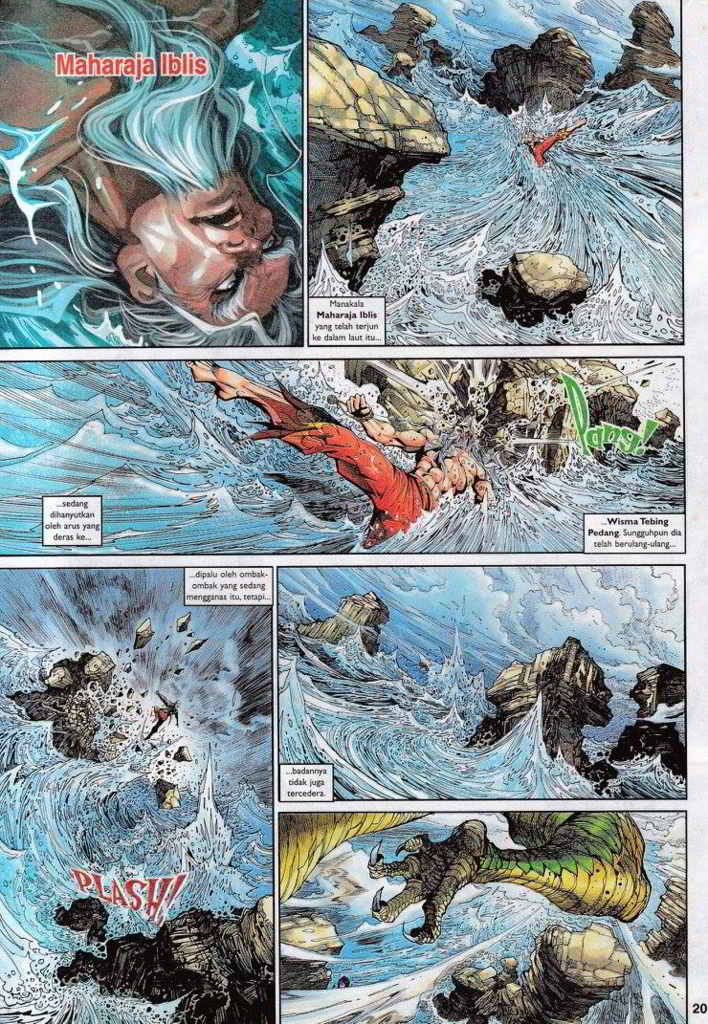 Maharaja Iblis
Manakala
Maharaja Iblis
yang telah terjun
ke dalam laut itu...
...sedang
dihanyutkan
oleh arus yang
deras ke...
Pang!
...Wisma Tebing
Pedang. Sungguhpun dia
telah berulang-ulang...
...dipalu oleh ombak-
ombak yang sedang
mengganas itu, tetapi...
PLASH!
...badannya
tidak juga
tercedera.
20